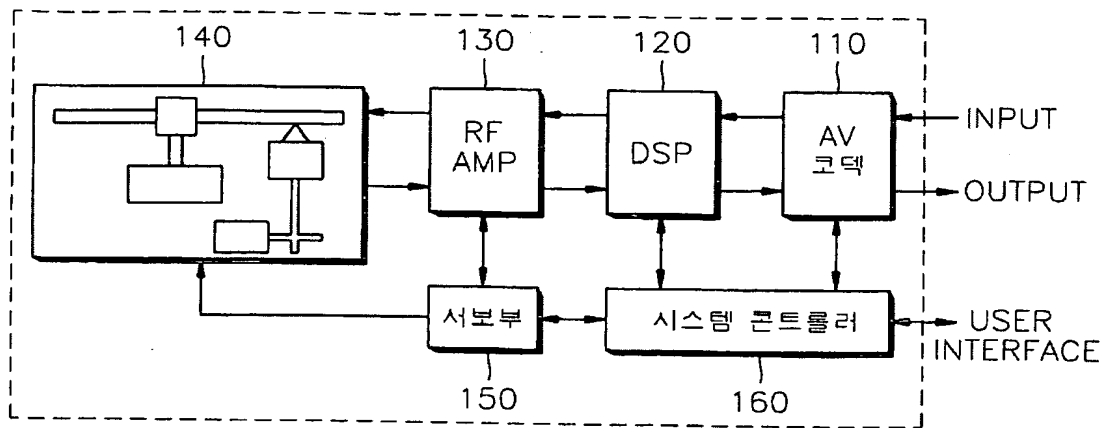 140
130
120
110
RF
AMP
DSP
AV
코덱
INPUT
OUTPUT
서보부
시스템 콘트롤러
USER
INTERFACE
150
160